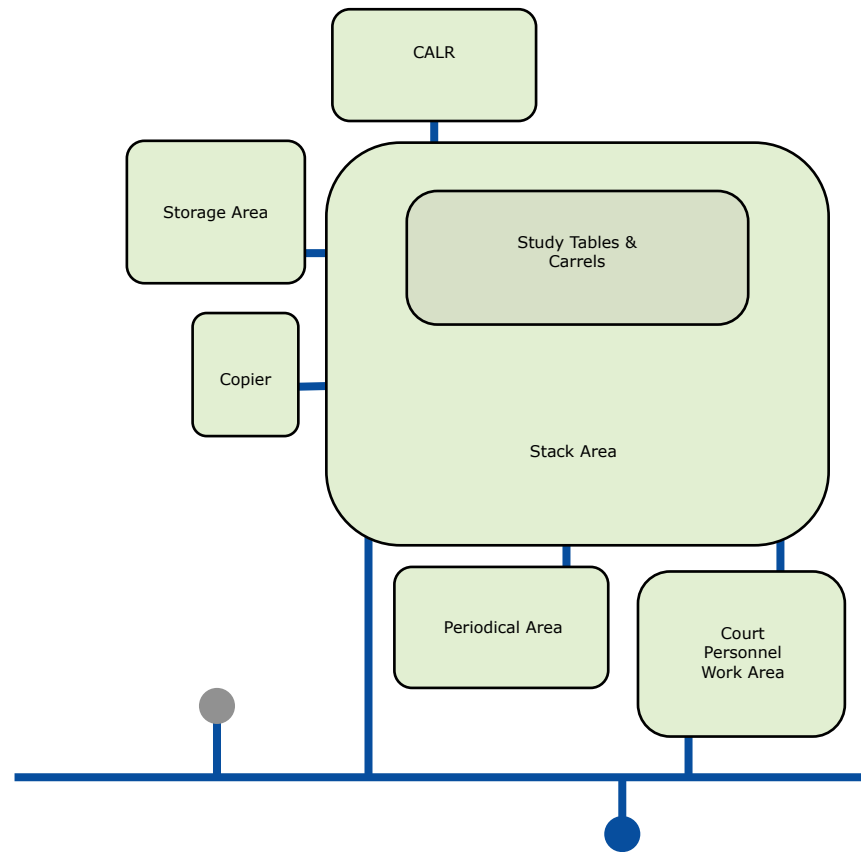 CALR
Storage Area
Study Tables &
Carrels
Copier
Stack Area
Periodical Area
Court
Personnel
Work Area